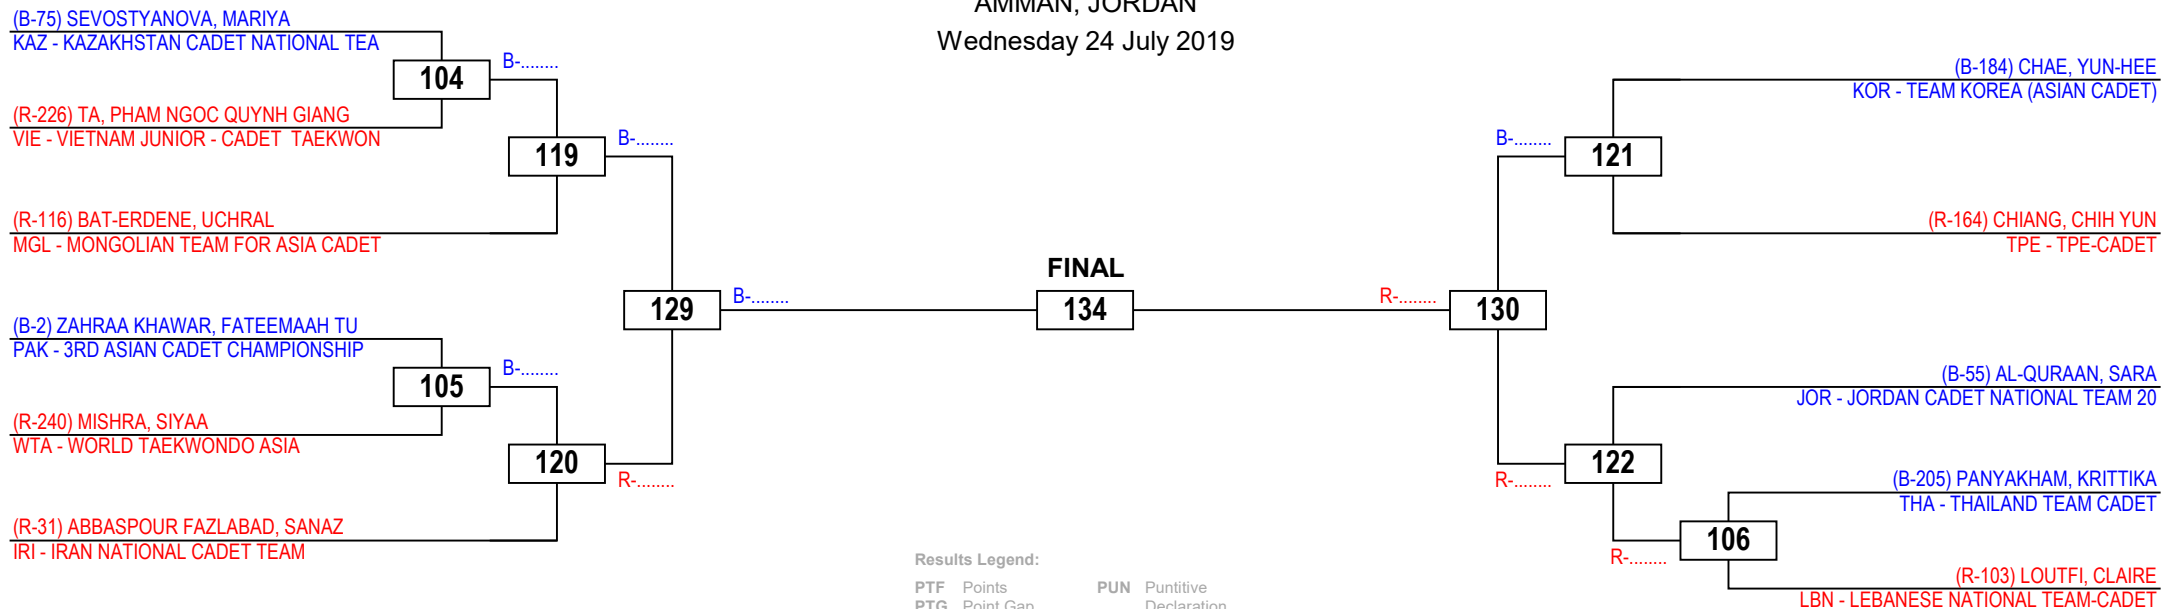 AMMAN, JORDAN
Wednesday 24 July 2019
(B-75) SEVOSTYANOVA, MARIYA
KAZ - KAZAKHSTAN CADET NATIONAL TEA
104
B-........
(R-226) TA, PHAM NGOC QUYNH GIANG
VIE - VIETNAM JUNIOR - CADET  TAEKWON
119
B-........
(R-116) BAT-ERDENE, UCHRAL
MGL - MONGOLIAN TEAM FOR ASIA CADET
129
B-........
(B-2) ZAHRAA KHAWAR, FATEEMAAH TU
PAK - 3RD ASIAN CADET CHAMPIONSHIP
105
B-........
(R-240) MISHRA, SIYAA
WTA - WORLD TAEKWONDO ASIA
120
R-........
(R-31) ABBASPOUR FAZLABAD, SANAZ
IRI - IRAN NATIONAL CADET TEAM
FINAL
134
(B-184) CHAE, YUN-HEE
KOR - TEAM KOREA (ASIAN CADET)
B-........
121
(R-164) CHIANG, CHIH YUN
TPE - TPE-CADET
R-........
130
(B-55) AL-QURAAN, SARA
JOR - JORDAN CADET NATIONAL TEAM 20
R-........
122
(B-205) PANYAKHAM, KRITTIKA
THA - THAILAND TEAM CADET
R-........
106
(R-103) LOUTFI, CLAIRE
LBN - LEBANESE NATIONAL TEAM-CADET
Results Legend:
PTF Points PUN Puntitive
PTG Point Gap Declaration